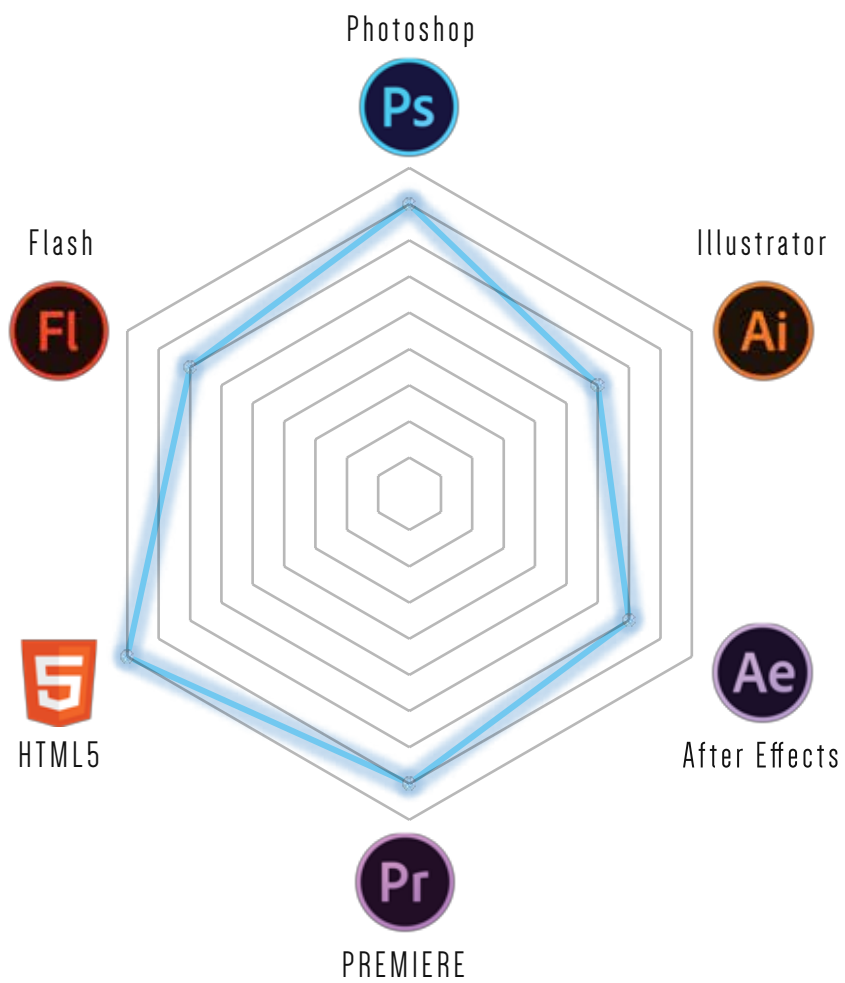 Photoshop
Ps
Flash
Illustrator
Fl
Ai
5
Ae
HTML5
After Effects
Pr
PREMIERE